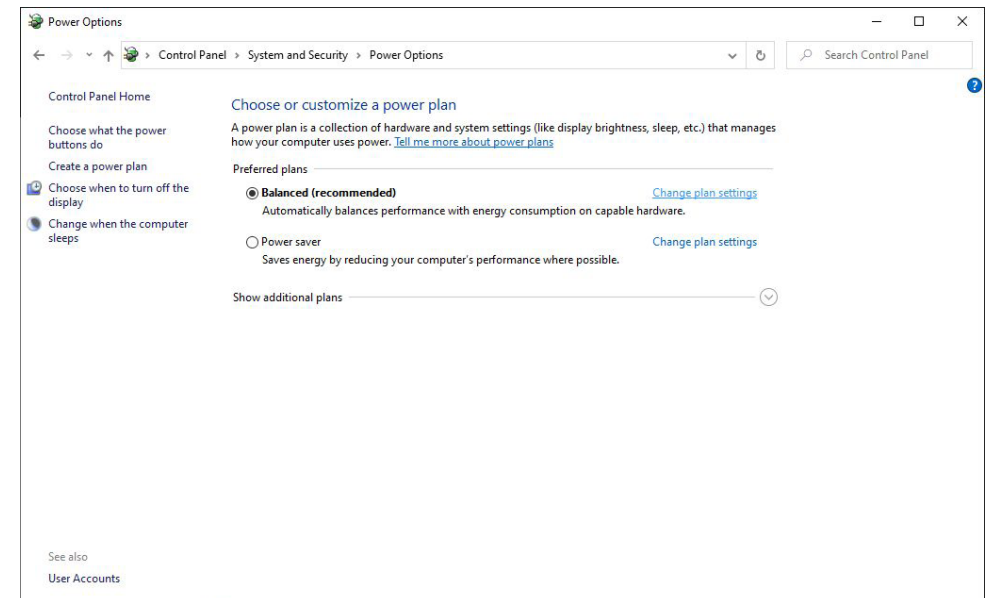 Power Options
Control Panel > System and Security > Power Options
Search Control Panel
Control Panel Home
Choose what the power
buttons do
Create a power plan
Choose when to turn off the
display
Change when the computer
sleeps
Choose or customize a power plan
A power plan is a collection of hardware and system settings (like display brightness, sleep, etc.) that manages
how your computer uses power. Tell me more about power plans
Preferred plans
Balanced (recommended) Change plan settings
Automatically balances performance with energy consumption on capable hardware.
Power saver Change plan settings
Saves energy by reducing your computer's performance where possible.
Show additional plans
See also
User Accounts